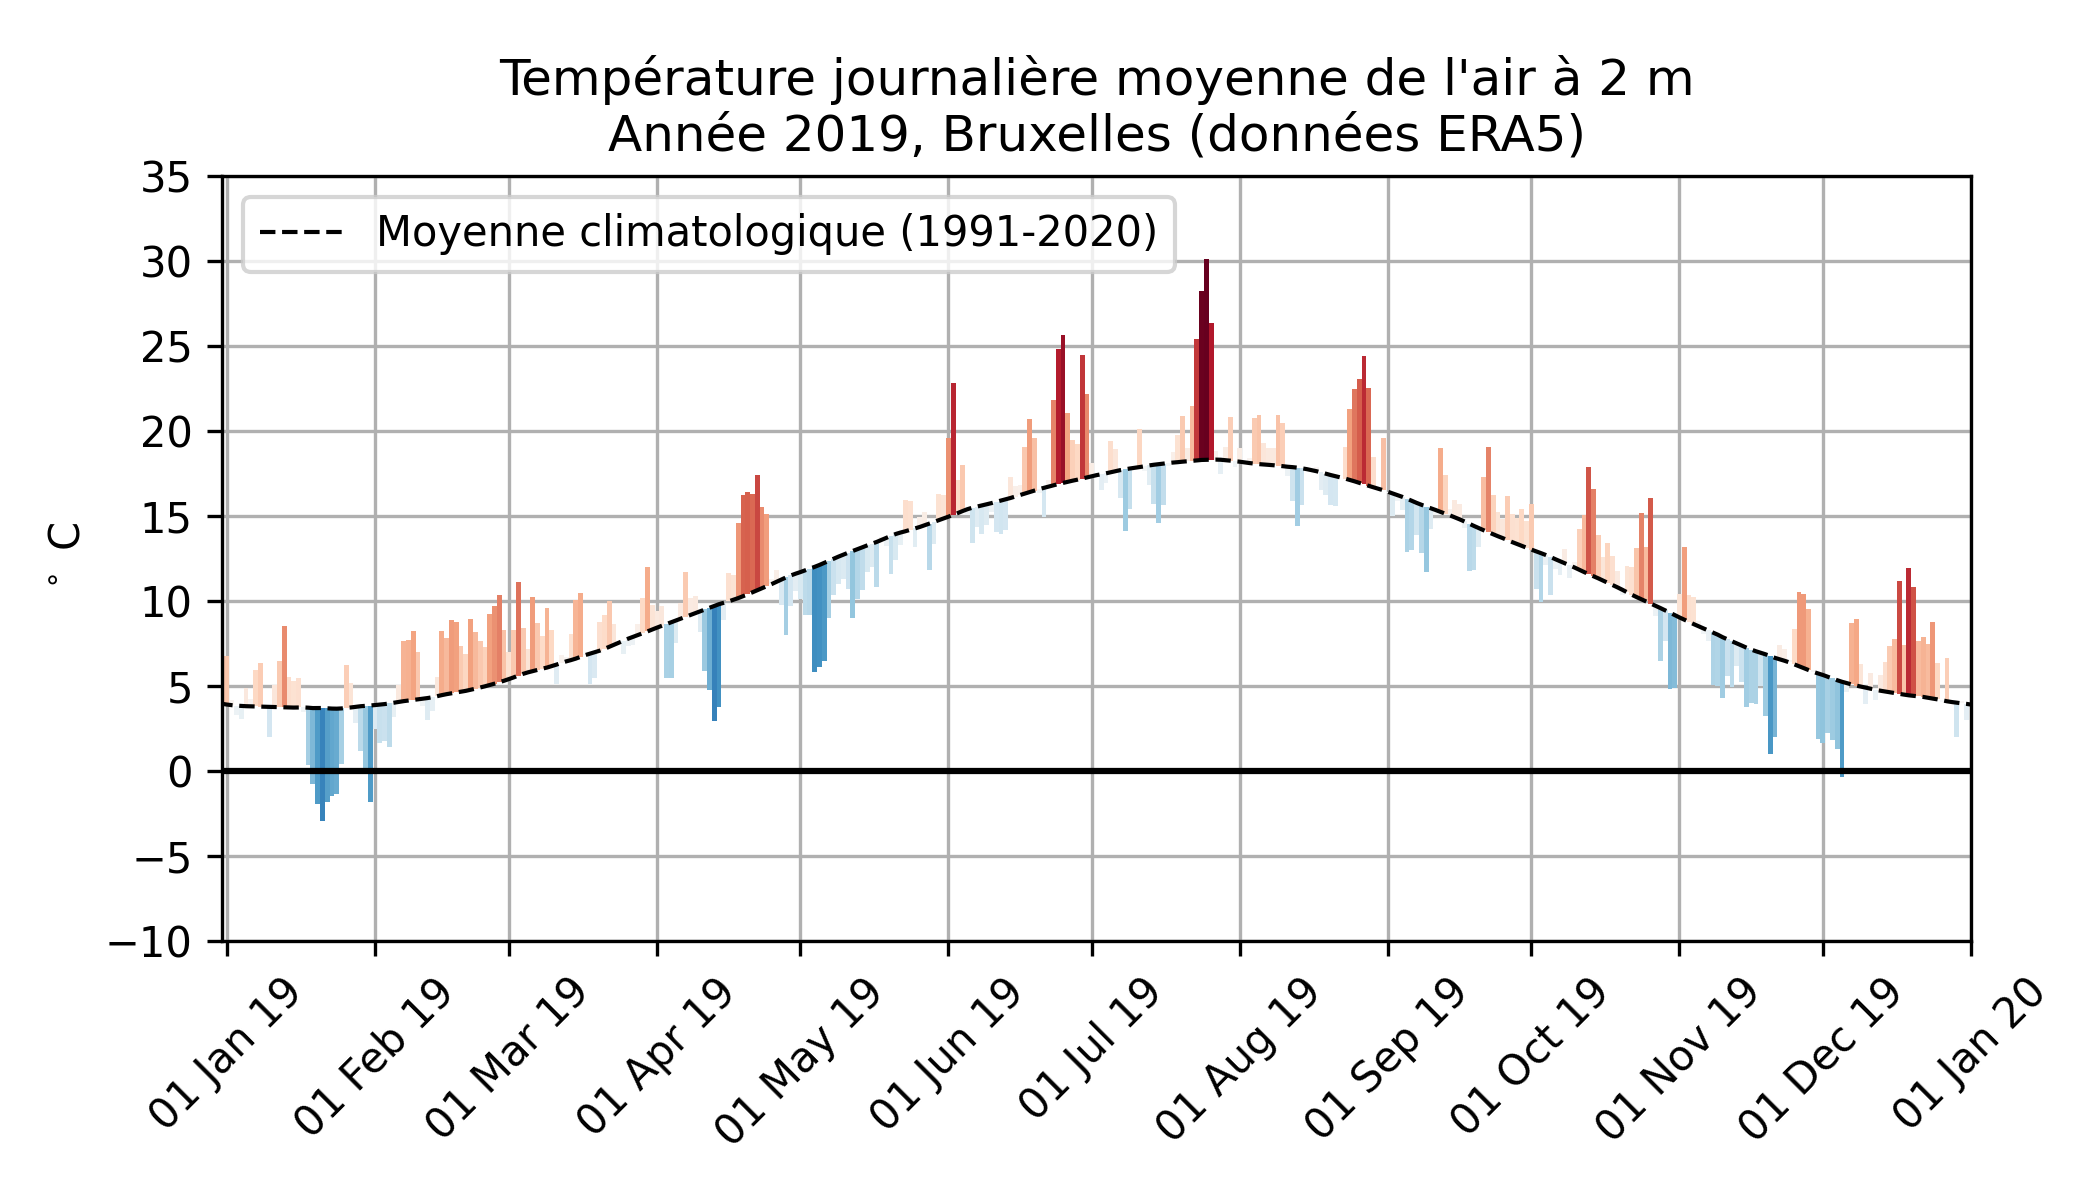 Température journalière moyenne de l'air à 2 m
Année 2019, Bruxelles (données ERA5)
Moyenne climatologique (1991-2020)
35
30
25
20
15
10
5
0
−5
−10
° C
01 Jan 19
01 Feb 19
01 Mar 19
01 Apr 19
01 May 19
01 Jun 19
01 Jul 19
01 Aug 19
01 Sep 19
01 Oct 19
01 Nov 19
01 Dec 19
01 Jan 20